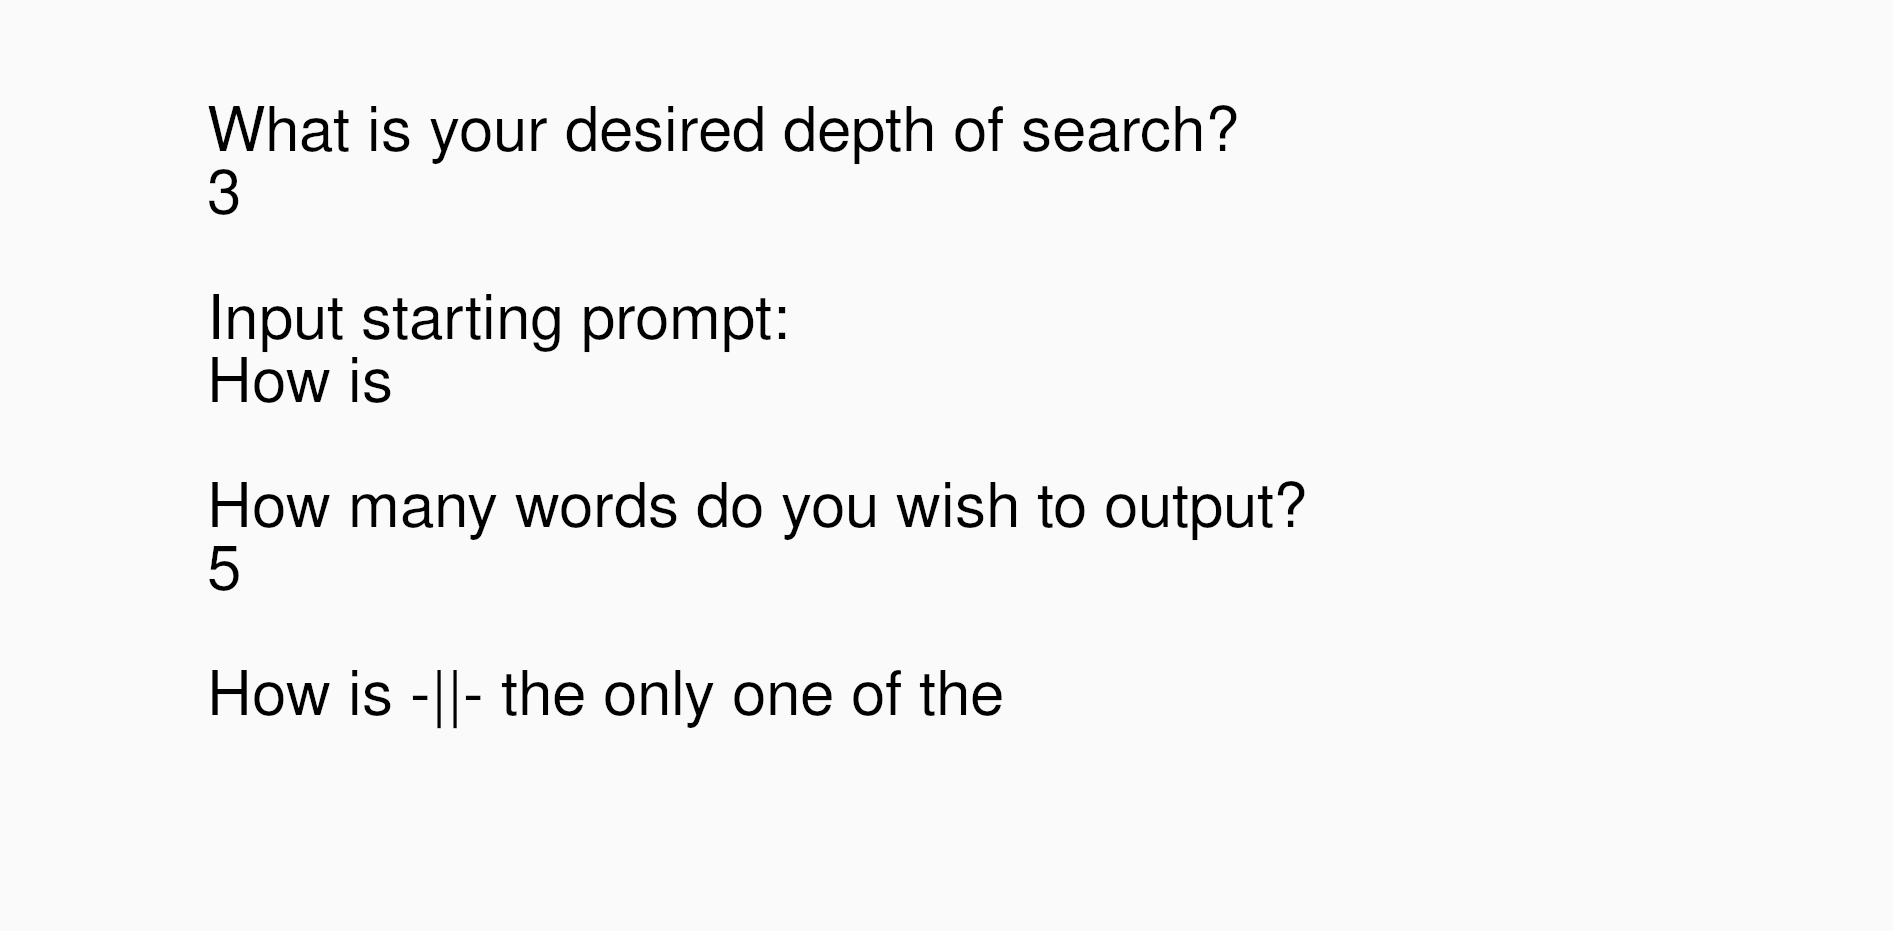 What is your desired depth of search?
3
Input starting prompt:
How is
How many words do you wish to output?
5
How is -||- the only one of the